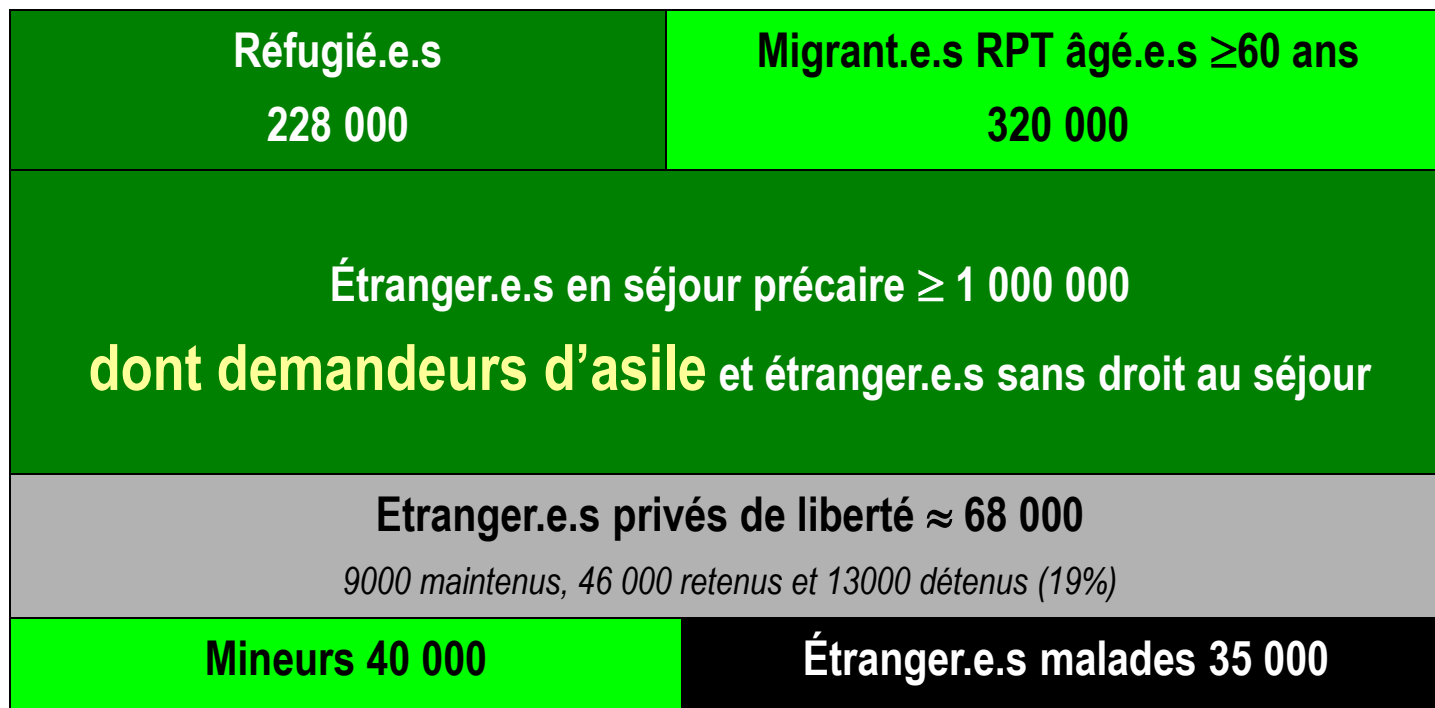 Réfugié.e.s
228 000
Migrant.e.s RPT âgé.e.s ≥60 ans
320 000
Étranger.e.s en séjour précaire ≥ 1 000 000
dont demandeurs d’asile et étranger.e.s sans droit au séjour
Etranger.e.s privés de liberté ≈ 68 000
9000 maintenus, 46 000 retenus et 13000 détenus (19%)
Mineurs 40 000
Étranger.e.s malades 35 000